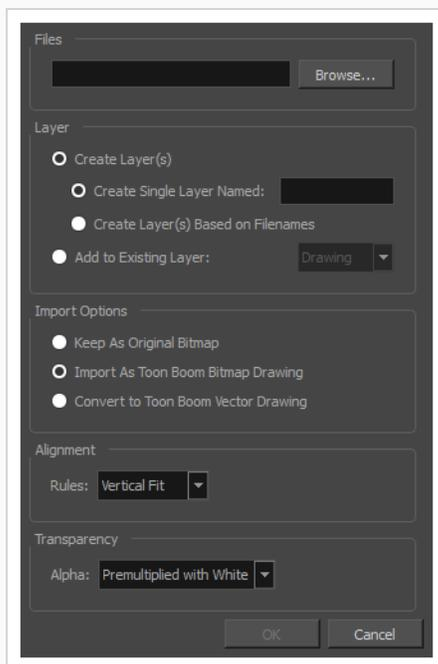 Files
Browse...
Layer
Create Layer(s)
Create Single Layer Named:
Create Layer(s) Based on Filenames
Add to Existing Layer: Drawing
Import Options
Keep As Original Bitmap
Import As Toon Boom Bitmap Drawing
Convert to Toon Boom Vector Drawing
Alignment
Rules: Vertical Fit
Transparency
Alpha: Premultiplied with White
OK Cancel